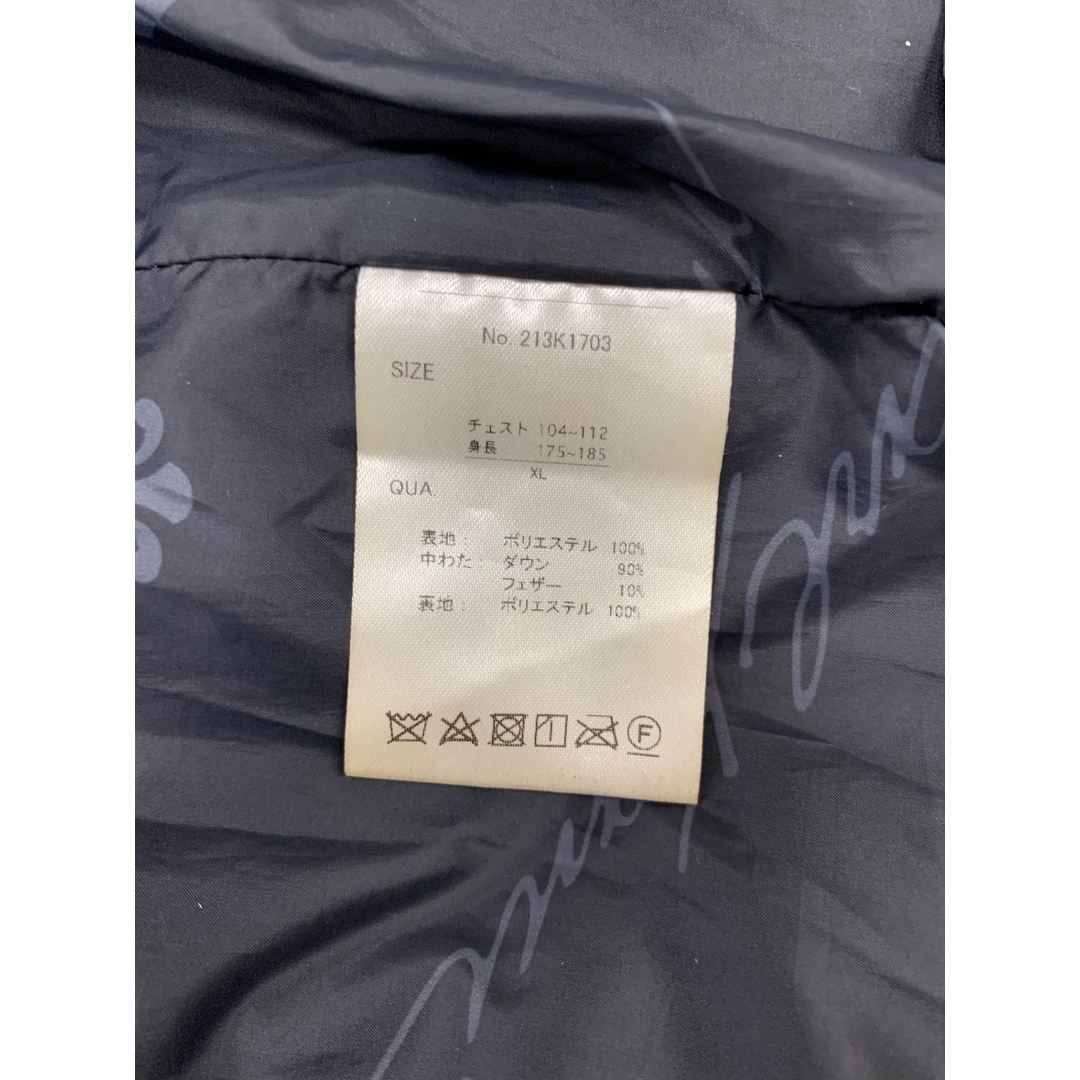 No. 213K1703
SIZE
チェスト 104~112
身長 175~185
XL
QUA.
表地: ポリエステル 100%
中わた: ダウン 90%
フェザー 10%
裏地: ポリエステル 100%
F